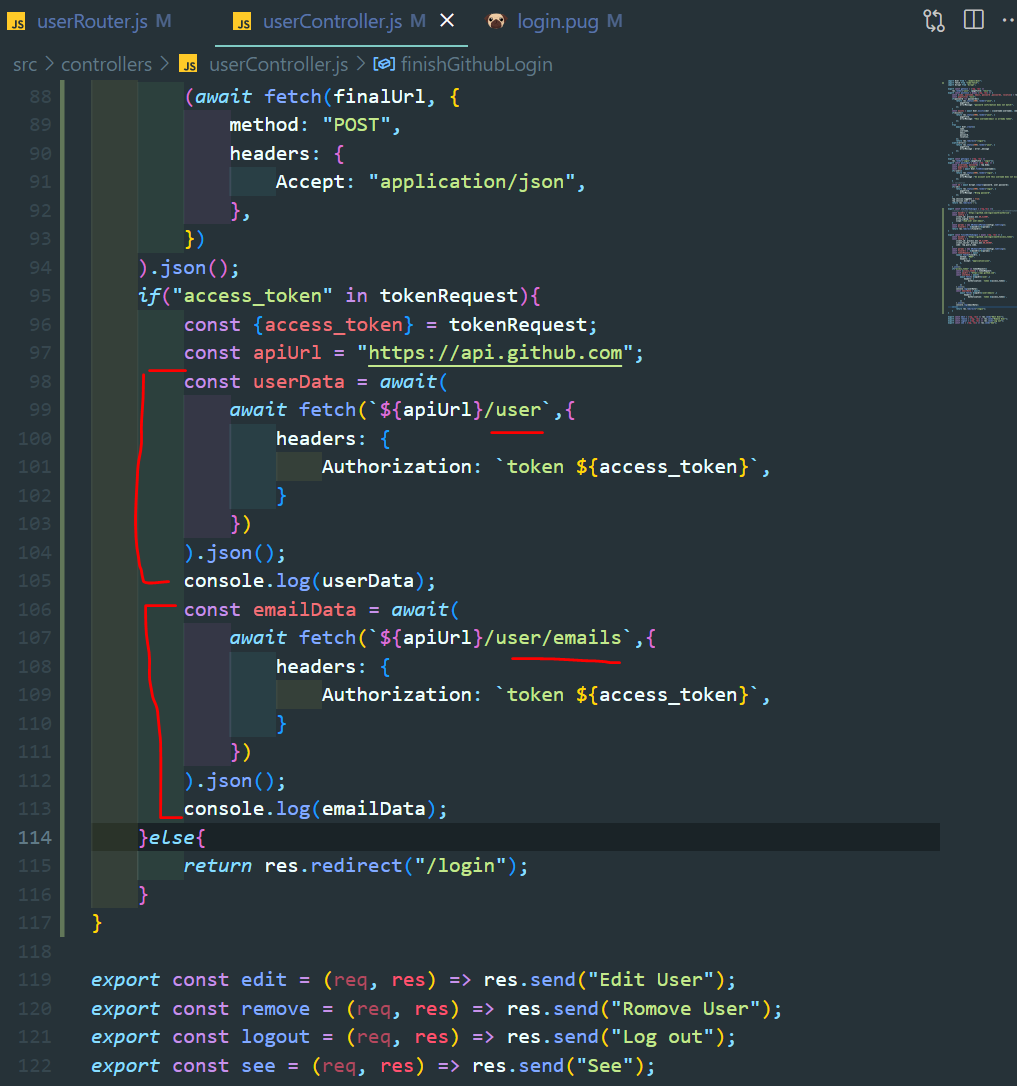 userRouter.js M
userController.js M
login.pug M
src > controllers > JS userController.js > finishGithubLogin
88 (await fetch(finalUrl, {
89 method: "POST",
90 headers: {
91 Accept: "application/json",
92 },
93 })
94 ).json();
95 if("access_token" in tokenRequest){
96 const {access_token} = tokenRequest;
97 const apiUrl = "https://api.github.com";
98 const userData = await(
99 await fetch(`${apiUrl}/user`,{
100 headers: {
101 Authorization: `token ${access_token}`,
102 }
103 })
104 ).json();
105 console.log(userData);
106 const emailData = await(
107 await fetch(`${apiUrl}/user/emails`,{
108 headers: {
109 Authorization: `token ${access_token}`,
110 }
111 })
112 ).json();
113 console.log(emailData);
114 }else{
115 return res.redirect("/login");
116 }
117 }
118
119 export const edit = (req, res) => res.send("Edit User");
120 export const remove = (req, res) => res.send("Romove User");
121 export const logout = (req, res) => res.send("Log out");
122 export const see = (req, res) => res.send("See");